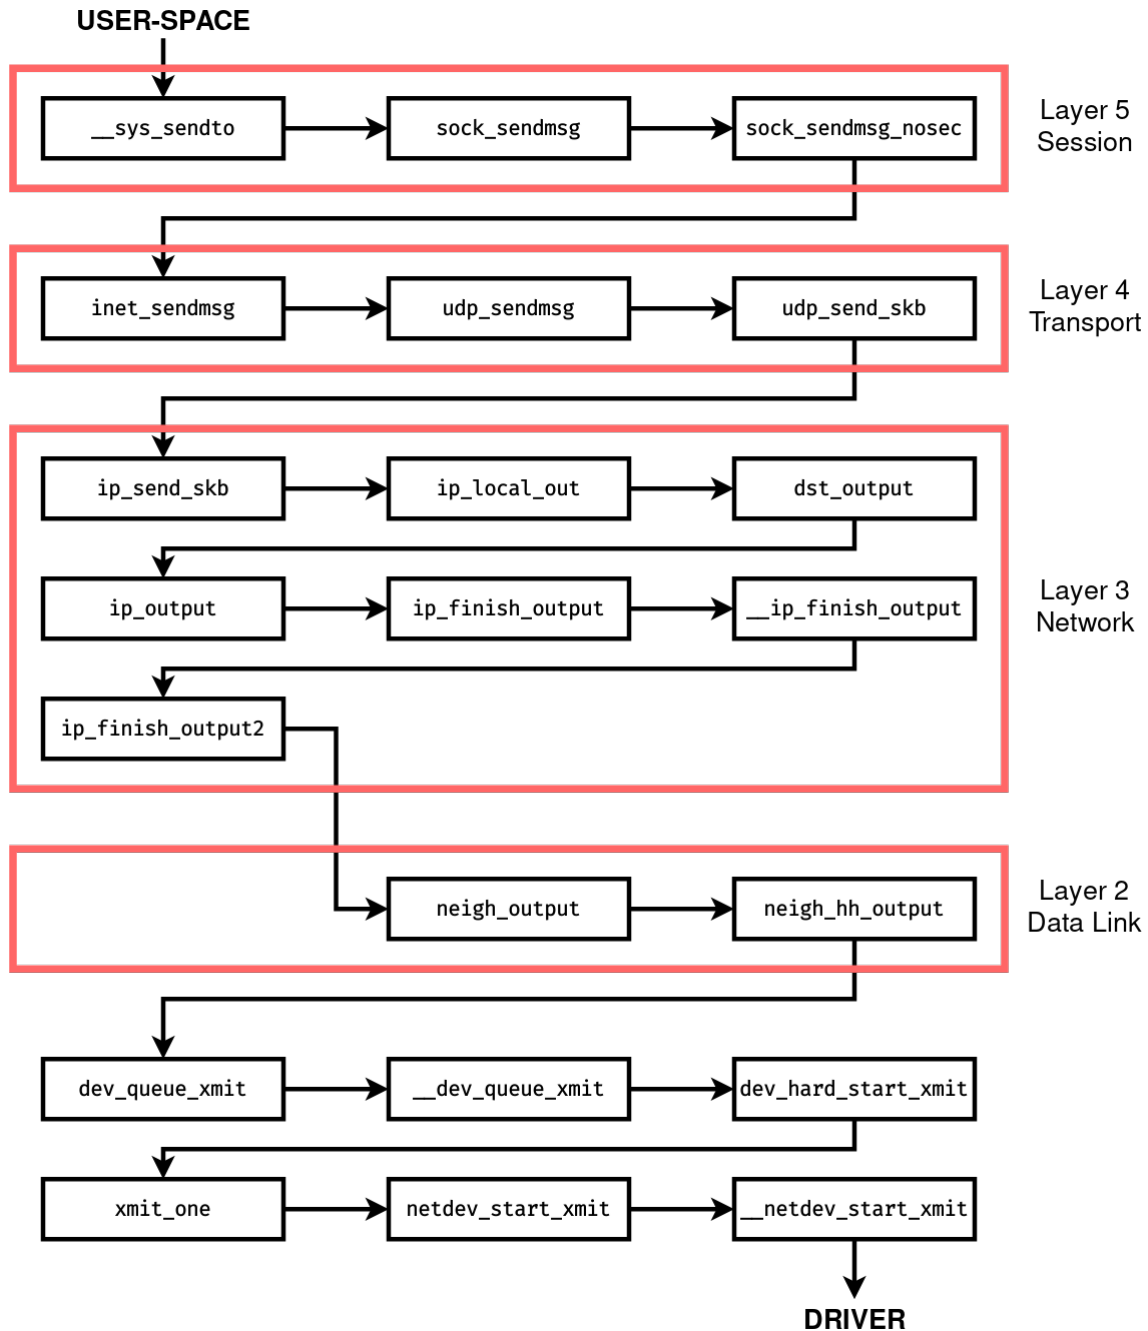 USER-SPACE
__sys_sendto
sock_sendmsg
sock_sendmsg_nosec
Layer 5
Session
inet_sendmsg
udp_sendmsg
udp_send_skb
Layer 4
Transport
ip_send_skb
ip_local_out
dst_output
ip_output
ip_finish_output
__ip_finish_output
Layer 3
Network
ip_finish_output2
neigh_output
neigh_hh_output
Layer 2
Data Link
dev_queue_xmit
__dev_queue_xmit
dev_hard_start_xmit
xmit_one
netdev_start_xmit
__netdev_start_xmit
DRIVER